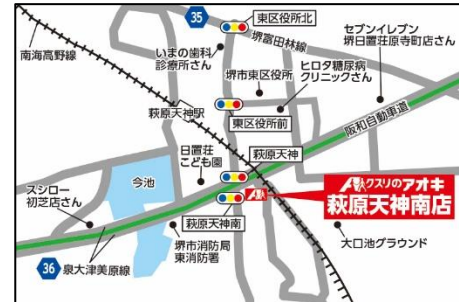 35
東区役所北
堺富田林線
セブンイレブン
堺日置荘原寺町店さん
南海高野線
いまの歯科
診療所さん
堺市東区役所
ヒロタ糖尿病
クリニックさん
萩原天神駅
東区役所前
阪和自動車道
日置荘
こども園
萩原天神
今池
スシロー
初芝店さん
クスリのアオキ
萩原天神南店
萩原天神南
堺市消防局
東消防署
大口池グラウンド
36
泉大津美原線